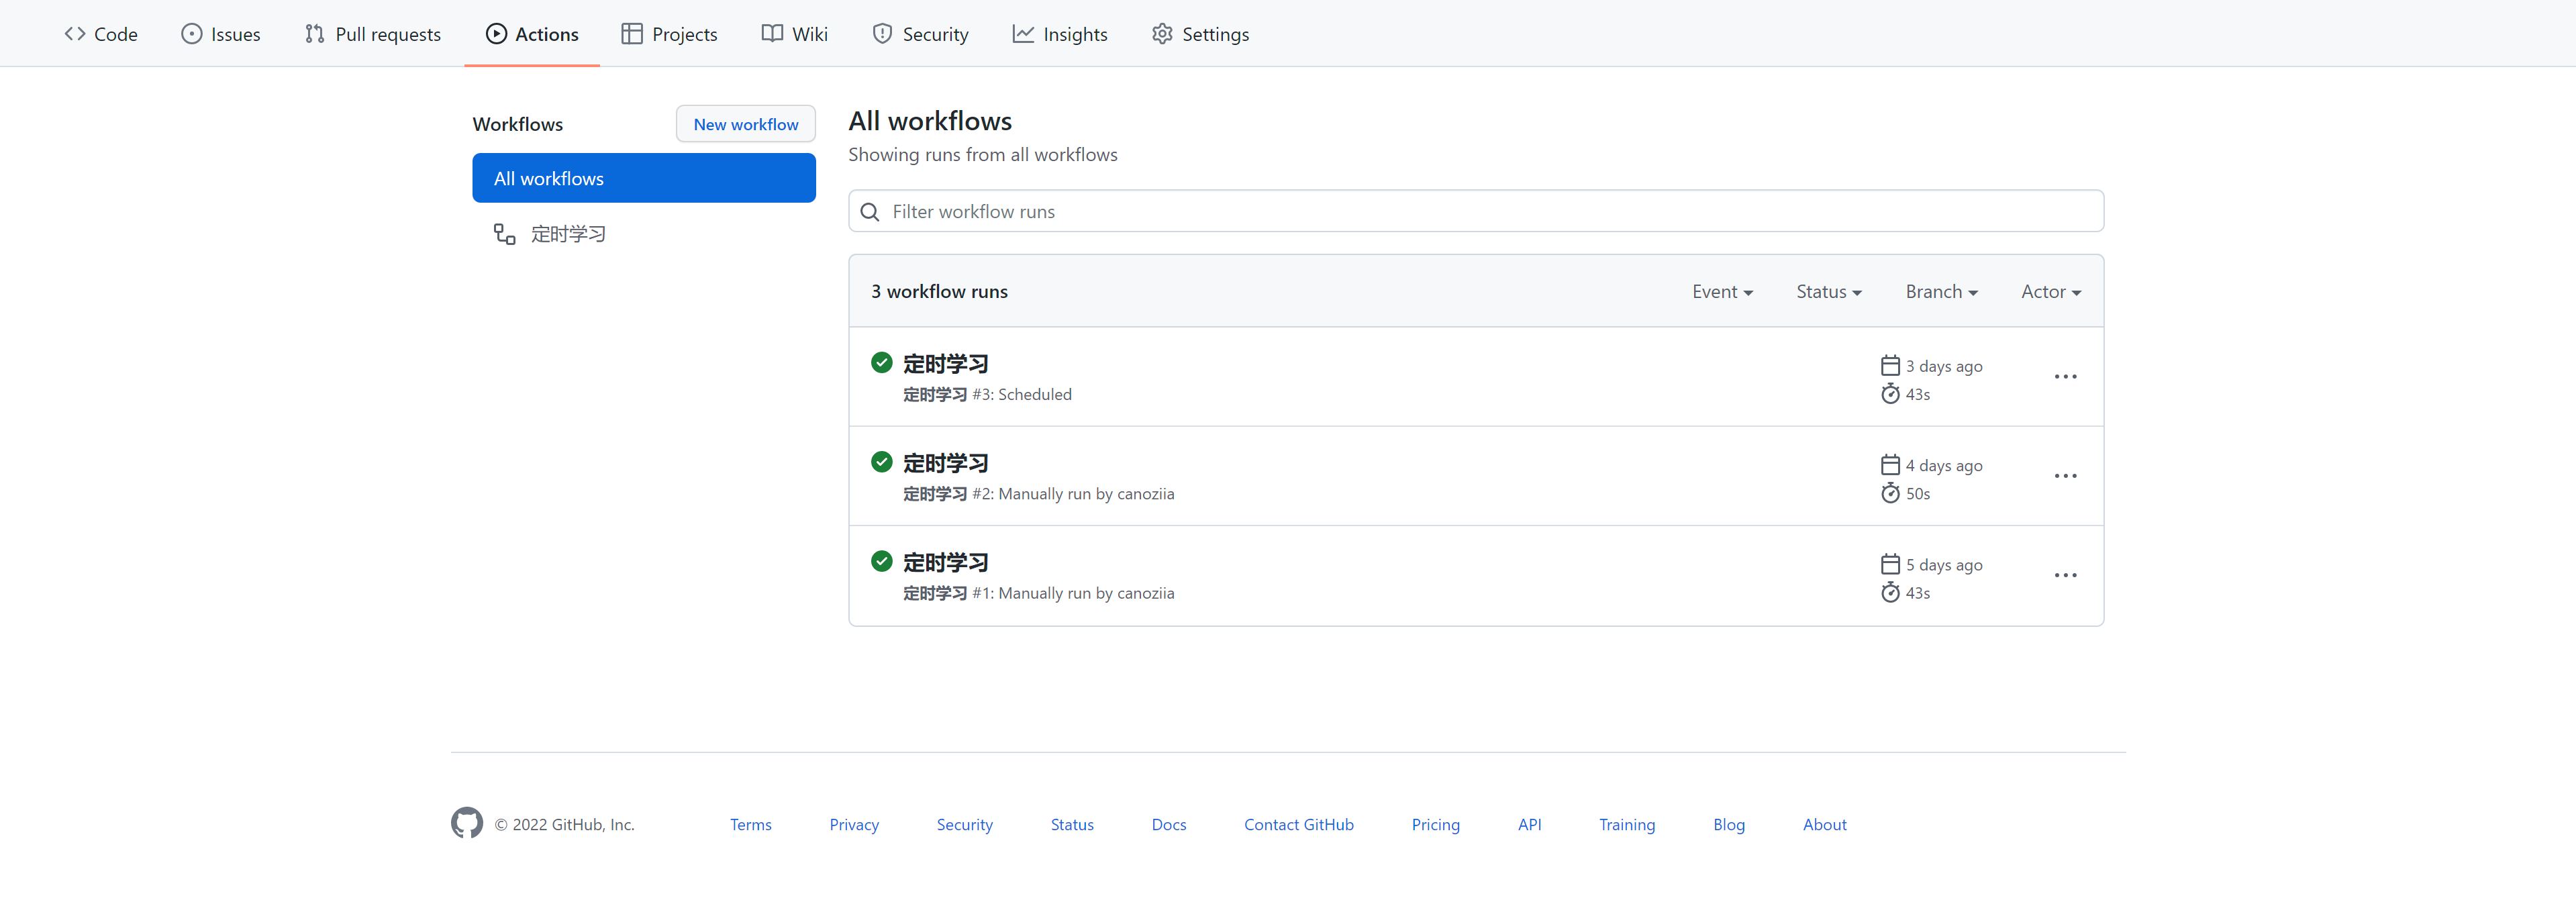 Code Issues Pull requests Actions Projects Wiki Security Insights Settings
Workflows New workflow
All workflows
定时学习
All workflows
Showing runs from all workflows
Filter workflow runs
3 workflow runs Event Status Branch Actor
定时学习 3 days ago
定时学习 #3: Scheduled 43s
定时学习 4 days ago
定时学习 #2: Manually run by canoziia 50s
定时学习 5 days ago
定时学习 #1: Manually run by canoziia 43s
© 2022 GitHub, Inc. Terms Privacy Security Status Docs Contact GitHub Pricing API Training Blog About